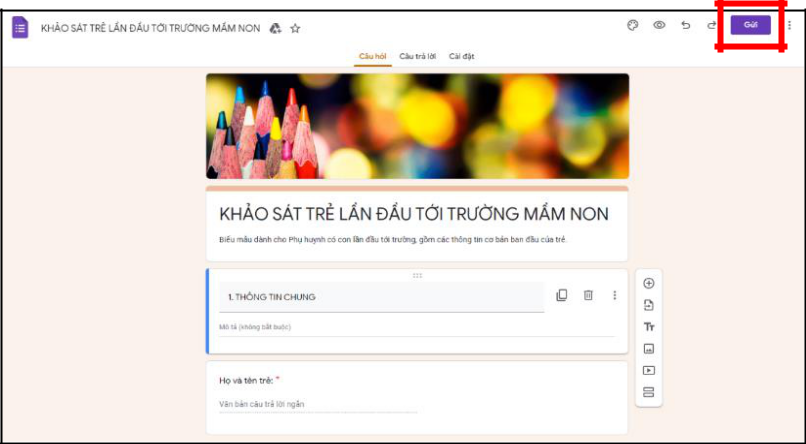 KHẢO SÁT TRẺ LẦN ĐẦU TỚI TRƯỜNG MẦM NON
Gửi
Câu hỏi Câu trả lời Cài đặt
KHẢO SÁT TRẺ LẦN ĐẦU TỚI TRƯỜNG MẦM NON
Biểu mẫu dành cho Phụ huynh có con lần đầu tới trường, gồm các thông tin cơ bản ban đầu của trẻ.
1. THÔNG TIN CHUNG
Mô tả (không bắt buộc)
Họ và tên trẻ: *
Văn bản câu trả lời ngắn
Tт